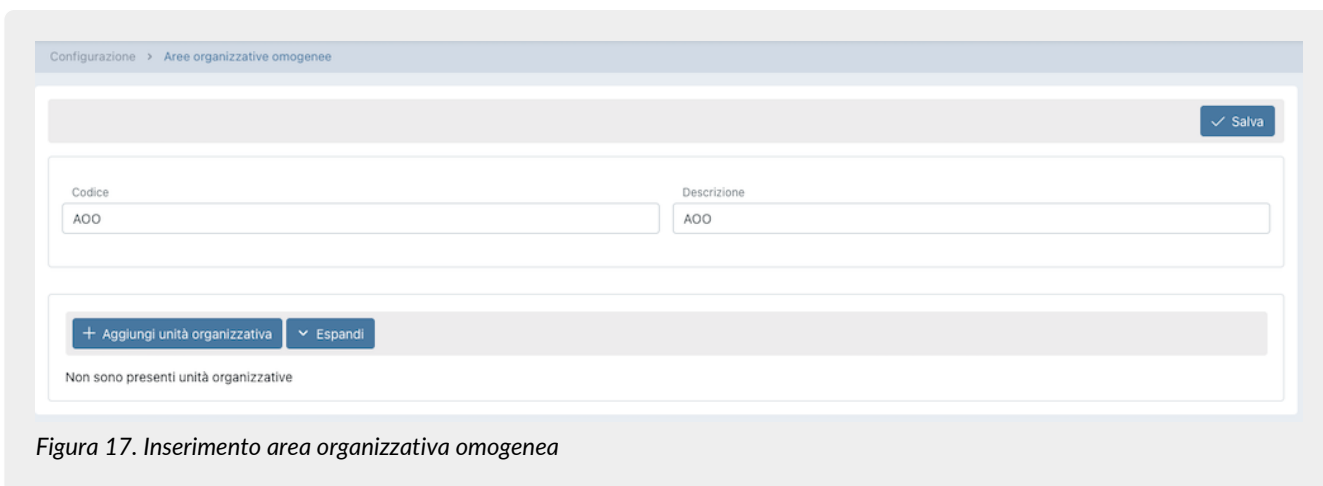 Configurazione > Aree organizzative omogenee
Salva
Codice Descrizione
AOO AOO
+ Aggiungi unità organizzativa Espandi
Non sono presenti unità organizzative
Figura 17. Inserimento area organizzativa omogenea